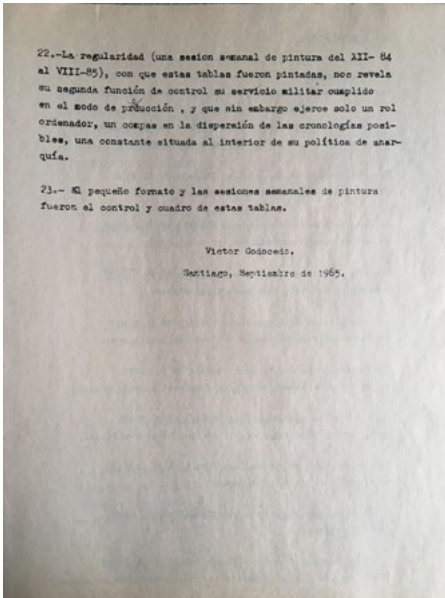 22.-La regularidad (una sesion semanal de pintura del XII- 84
al VIII-85), con que estas tablas fueron pintadas, nos revela
su segunda función de control su servicio militar cumplido
en el modo de prducción , y que sin embargo ejerce solo un rol
ordenador, un compas en la dispersión de las cronologías posi-
bles, una constante situada al interior de su política de anar-
quía.
23.- El pequeño formato y las sesiones semanales de pintura
fueron el control y cuadro de estas tablas.
Victor Codocedo.
Santiago, Septiembre de 1965.